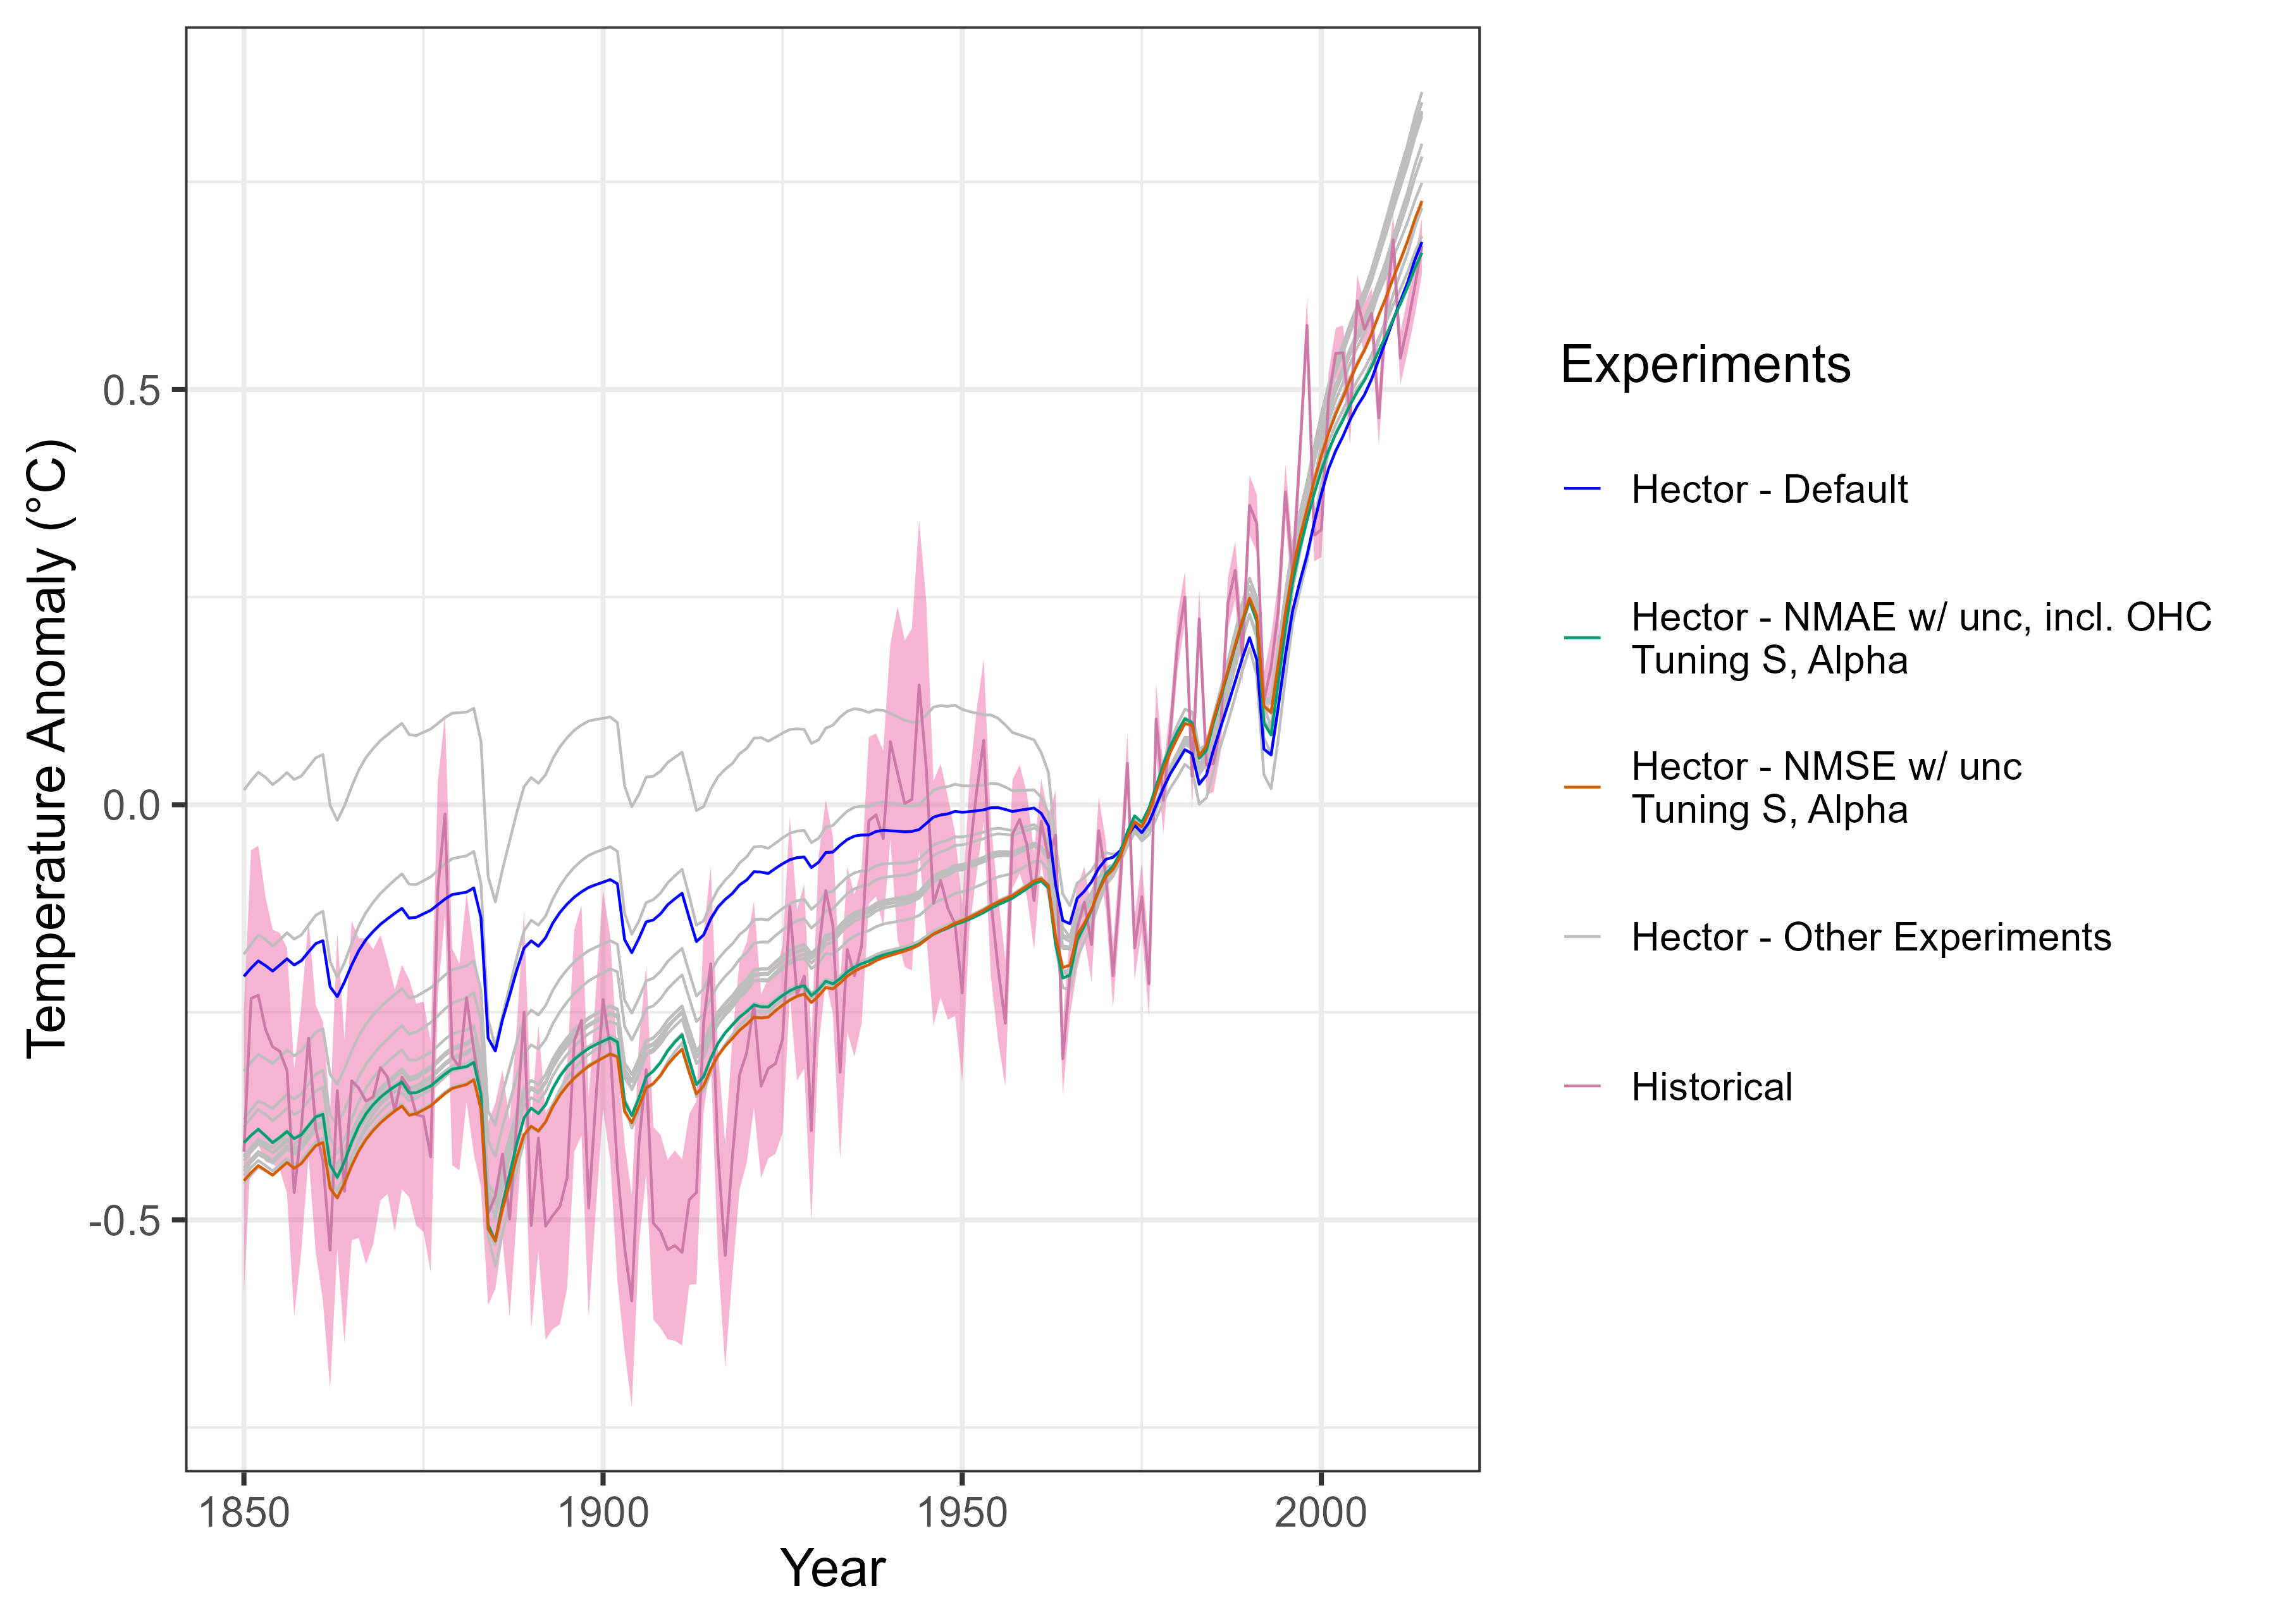 Temperature Anomaly (°C)
0.5
0.0
-0.5
1850
1900
1950
2000
Year
Experiments
Hector - Default
Hector - NMAE w/ unc, incl. OHC
Tuning S, Alpha
Hector - NMSE w/ unc
Tuning S, Alpha
Hector - Other Experiments
Historical